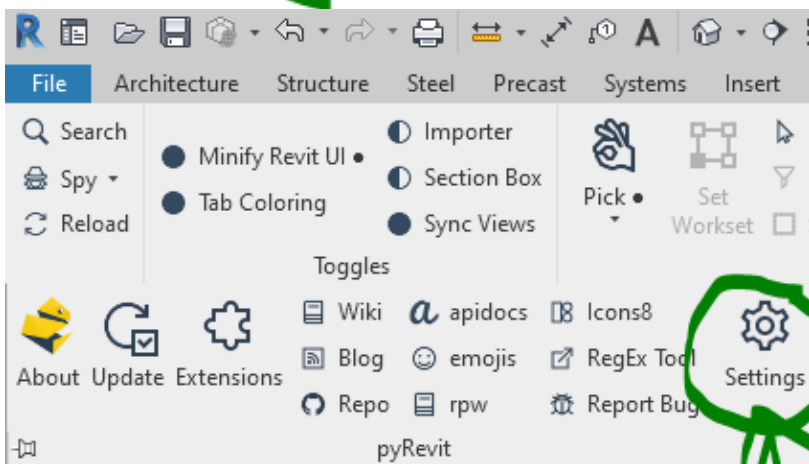 File Architecture Structure Steel Precast Systems Insert
Search
Spy
Reload
Minify Revit UI
Tab Coloring
Importer
Section Box
Sync Views
Toggles
Pick
Set
Workset
About
Update
Extensions
Wiki
Blog
Repo
apidocs
emojis
rpw
Icons8
RegEx Tool
Report Bug
Settings
pyRevit